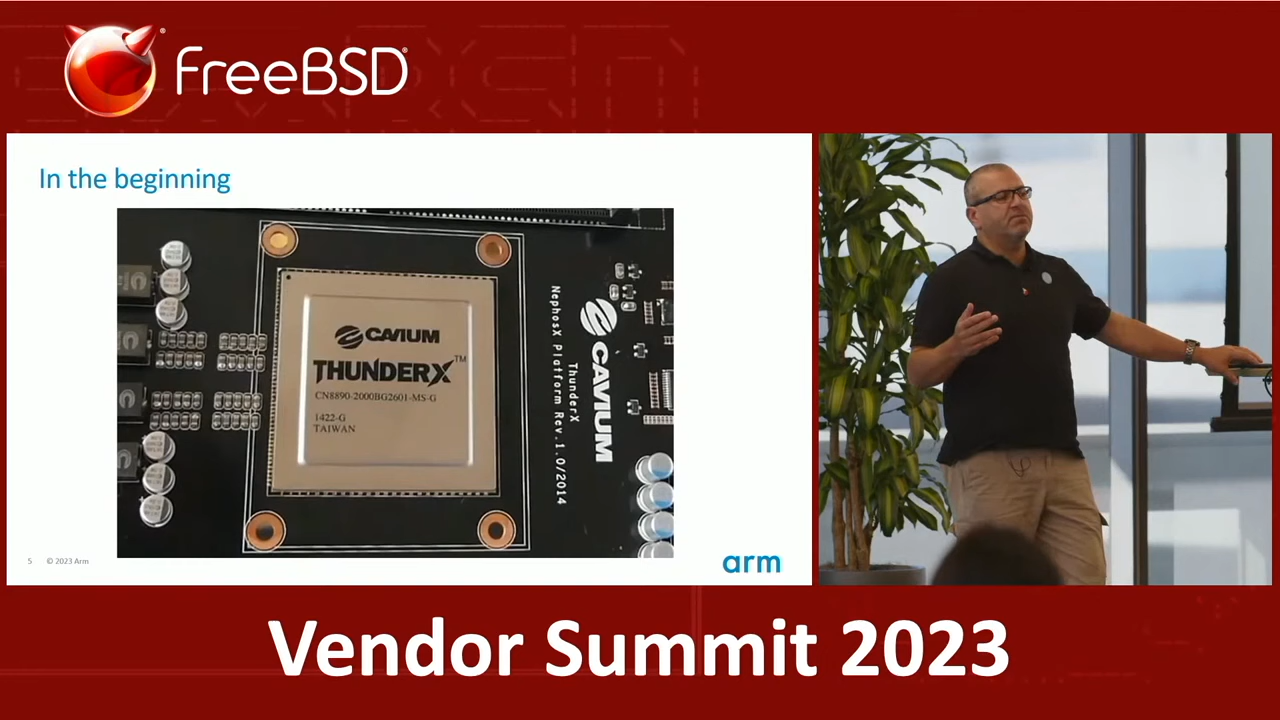 FreeBSD®
In the beginning
CAVIUM
THUNDERX™
CN8890-2000BG2601-MS-G
1422-G
TAIWAN
CAVIUM
ThunderX
NephosX Platform Rev.1.0/2014
5 © 2023 Arm
arm
Vendor Summit 2023